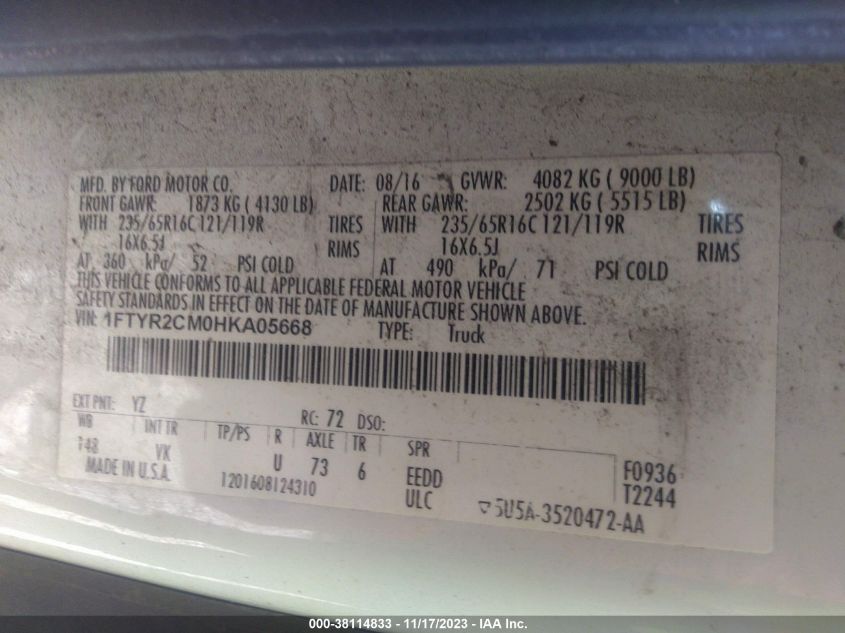 MFD. BY FORD MOTOR CO. DATE: 08/16 GVWR: 4082 KG ( 9000 LB)
FRONT GAWR: 1873 KG ( 4130 LB) REAR GAWR: 2502 KG ( 5515 LB)
WITH 235/65R16C 121/119R TIRES WITH 235/65R16C 121/119R TIRES
16X6.5J RIMS 16X6.5J RIMS
AT 360 kPa/ 52 PSI COLD AT 490 kPa/ 71 PSI COLD
THIS VEHICLE CONFORMS TO ALL APPLICABLE FEDERAL MOTOR VEHICLE
SAFETY STANDARDS IN EFFECT ON THE DATE OF MANUFACTURE SHOWN ABOVE.
VIN: 1FTYR2CM0HKA05668 TYPE: Truck
EXT PNT: YZ RC: 72 DSO:
WB INT TR TP/PS R AXLE TR SPR
148 VK U 73 6 EEDD F0936
MADE IN U.S.A. 1201608124310 ULC T2244
5U5A-3520472-AA
000-38114833 - 11/17/2023 - IAA Inc.